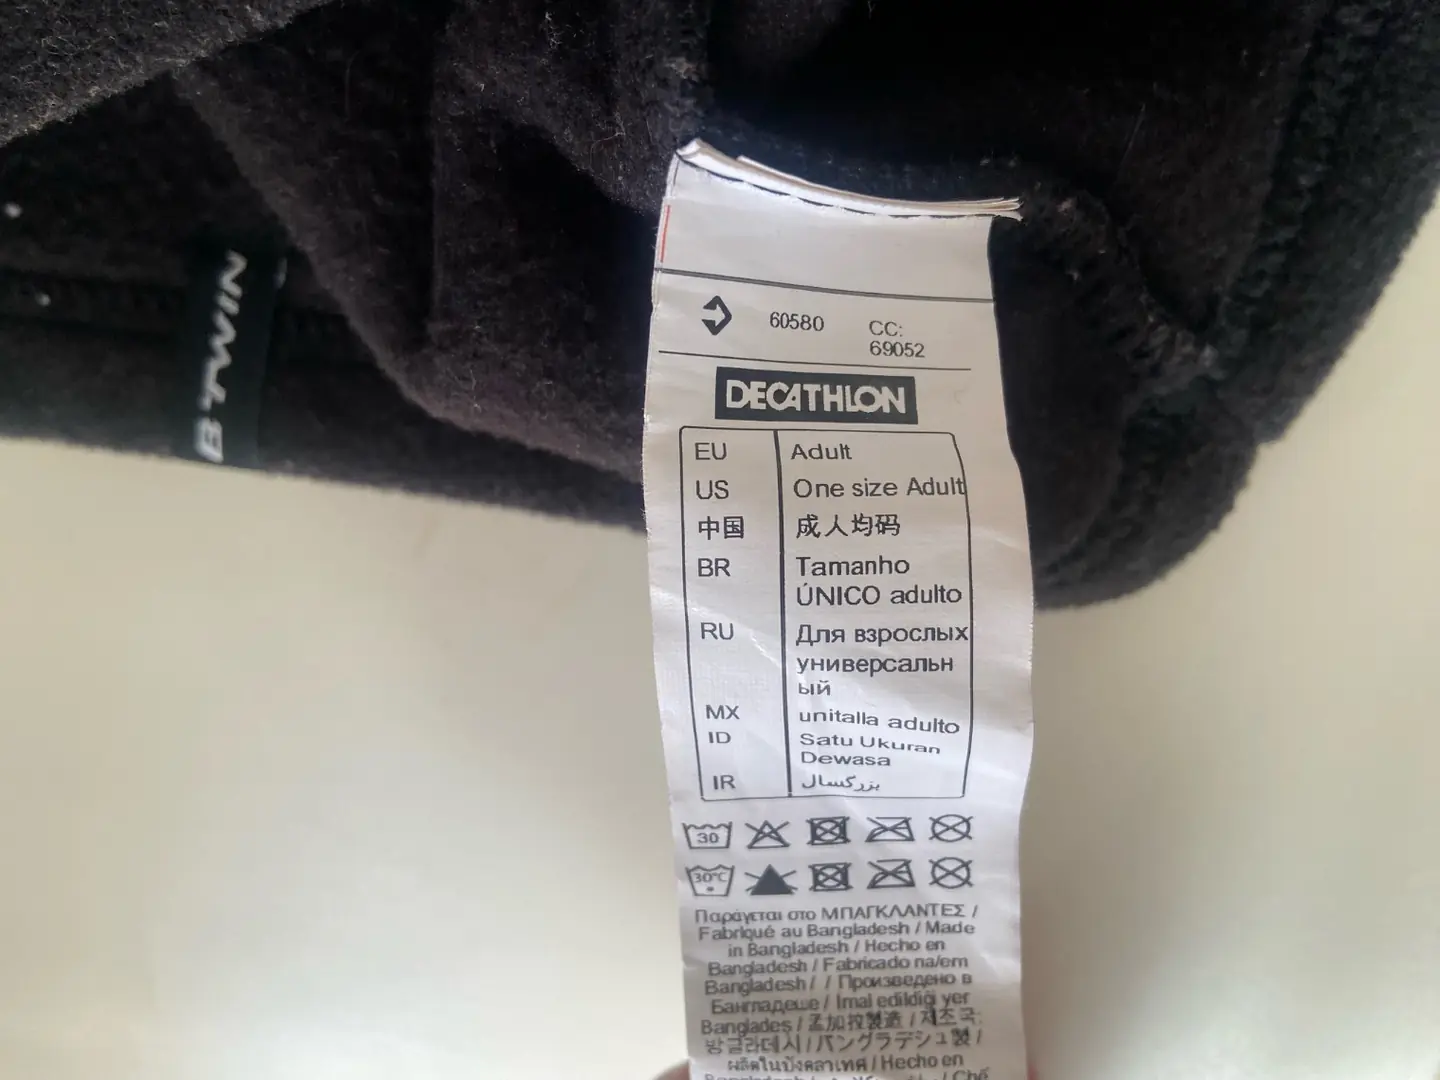 B'TWIN
60580
CC:
69052
DECATHLON
EU Adult
US One size Adult
中国 成人均码
BR Tamanho
ÚNICO adulto
RU Для взрослых
универсальн
ый
MX unitalla adulto
ID Satu Ukuran
Dewasa
IR بزرگسال
30
30°C
Παράγεται στο ΜΠΑΓΚΛΑΝΤΕΣ /
Fabriqué au Bangladesh / Made
in Bangladesh / Hecho en
Bangladesh / Fabricado na/em
Bangladesh / / Произведено в
Бангладеше / Imal edildiği yer
Banglades / 孟加拉製造 / 제조국:
방글라데시 / バングラデシュ製 /
ผลิตในบังคลาเทศ / Hecho en